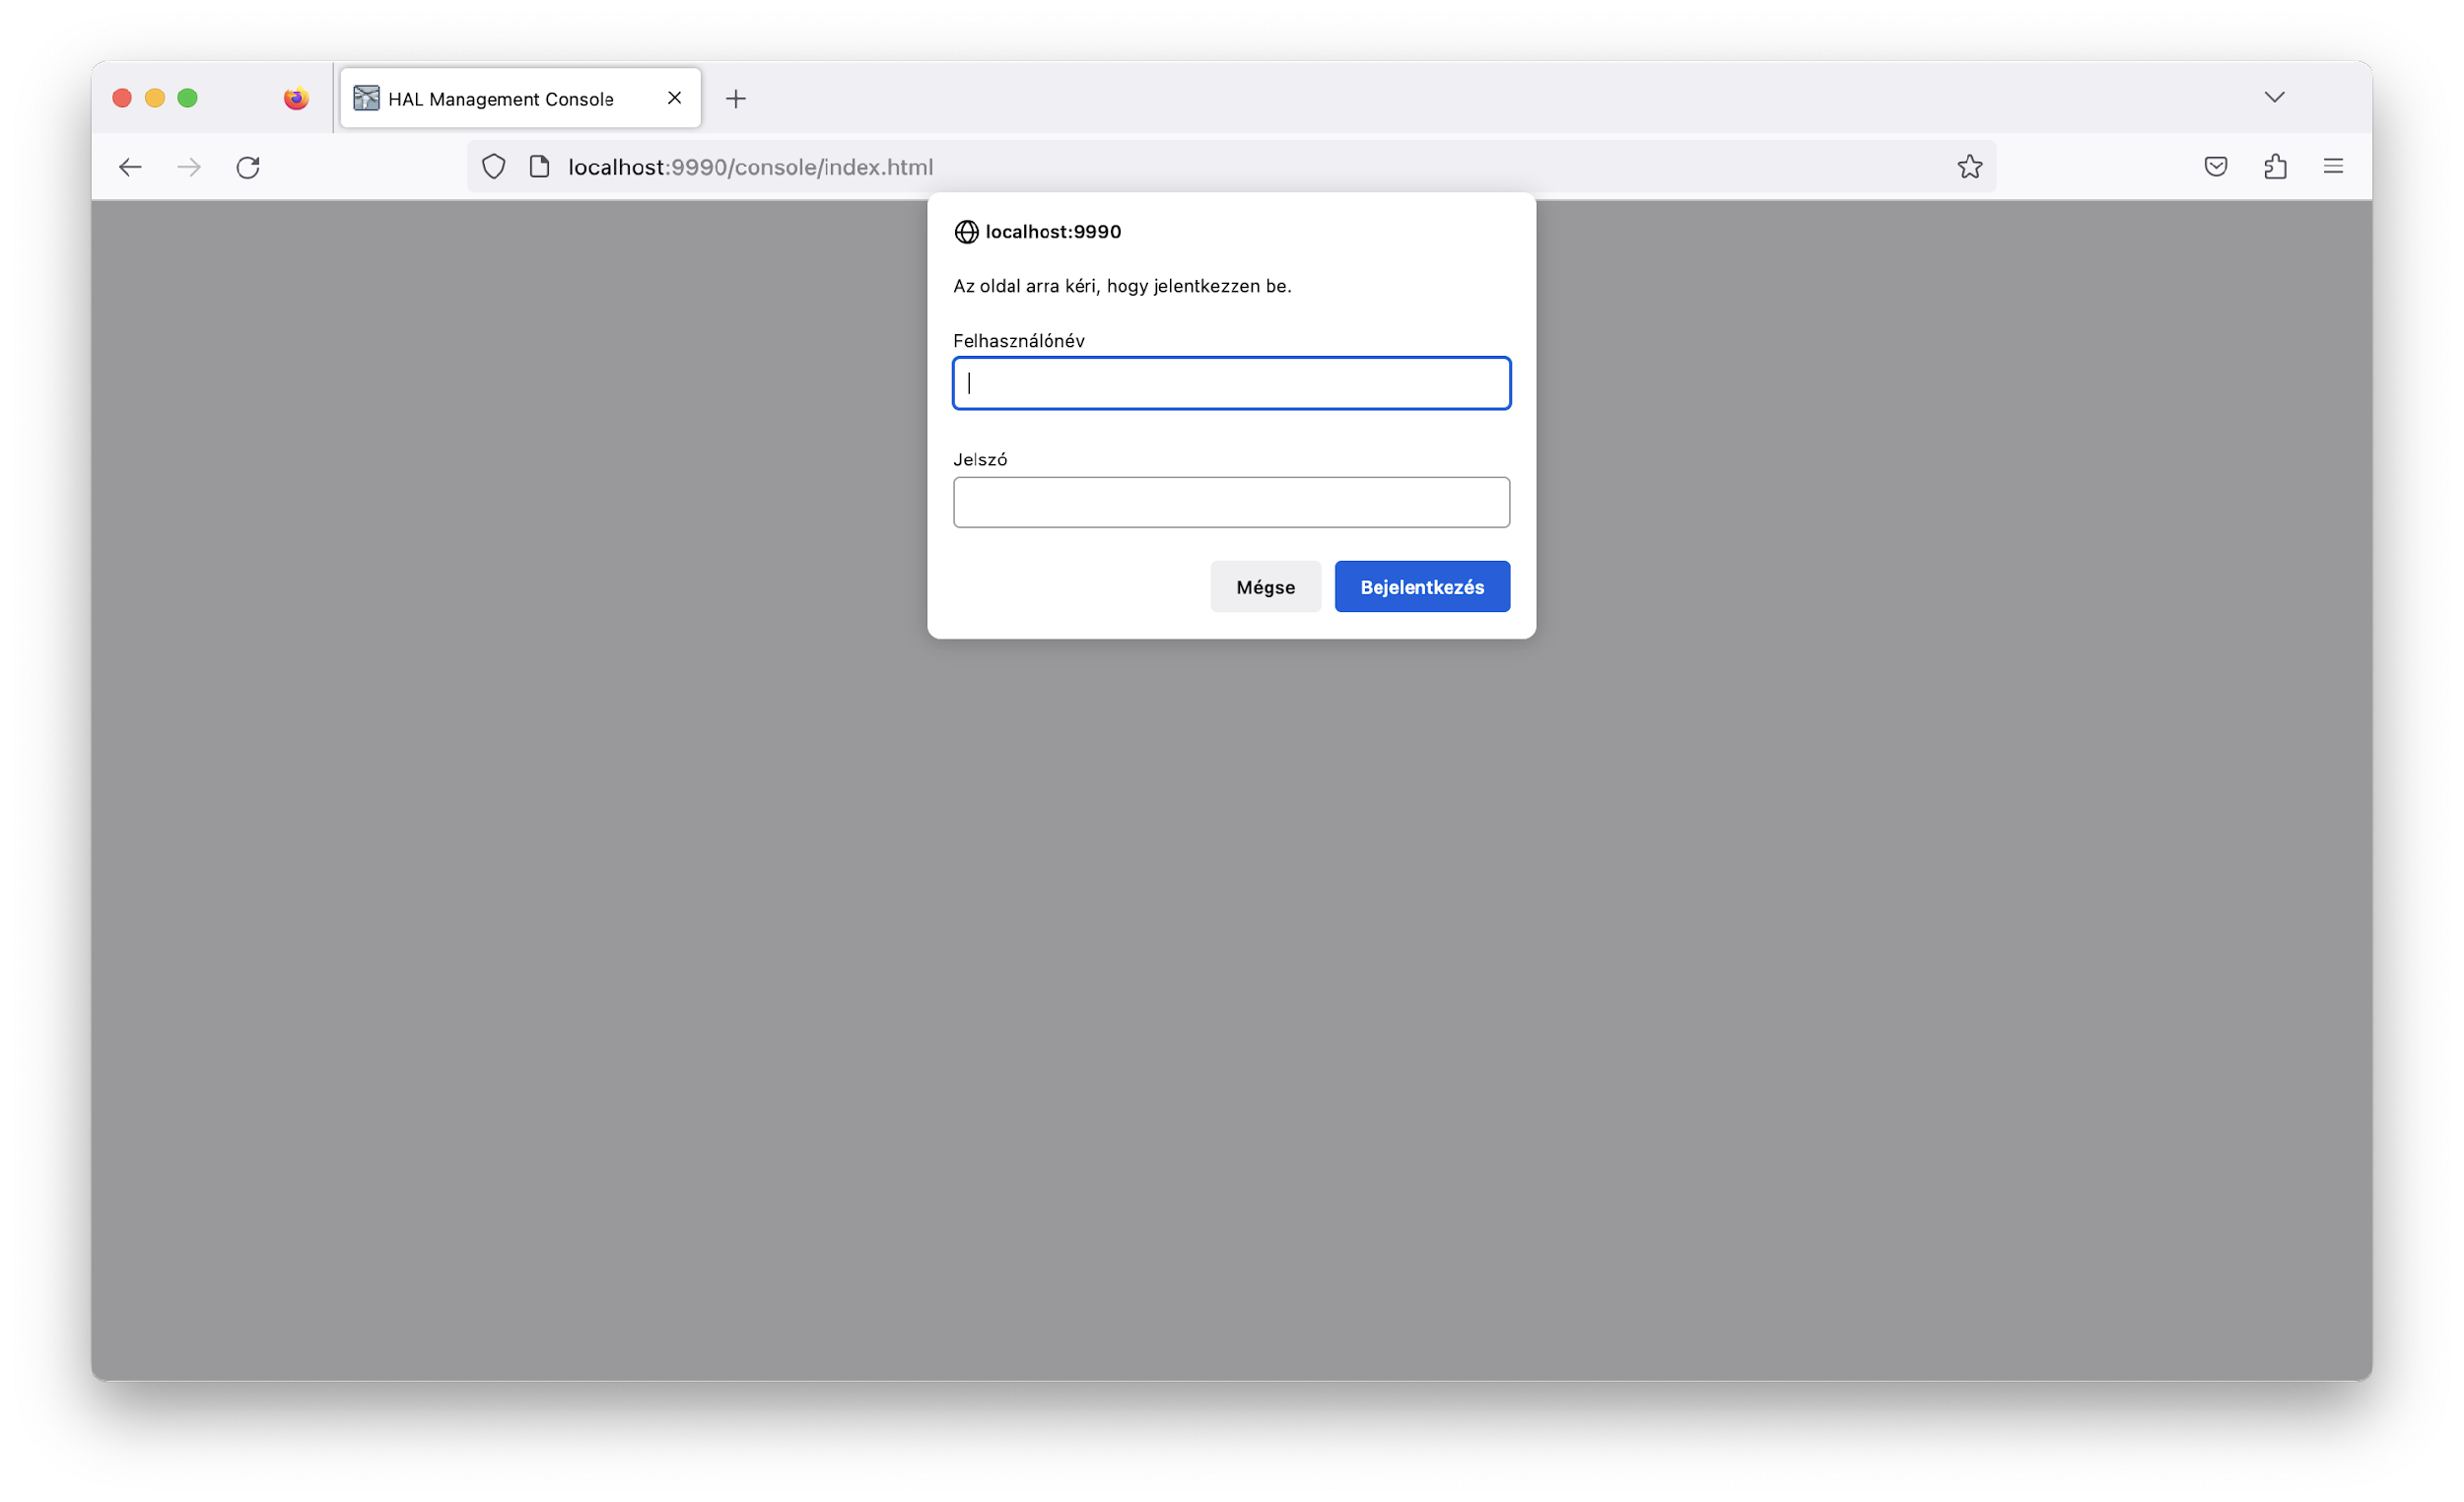 HAL Management Console
localhost:9990/console/index.html
localhost:9990
Az oldal arra kéri, hogy jelentkezzen be.
Felhasználónév
Jelszó
Mégse Bejelentkezés